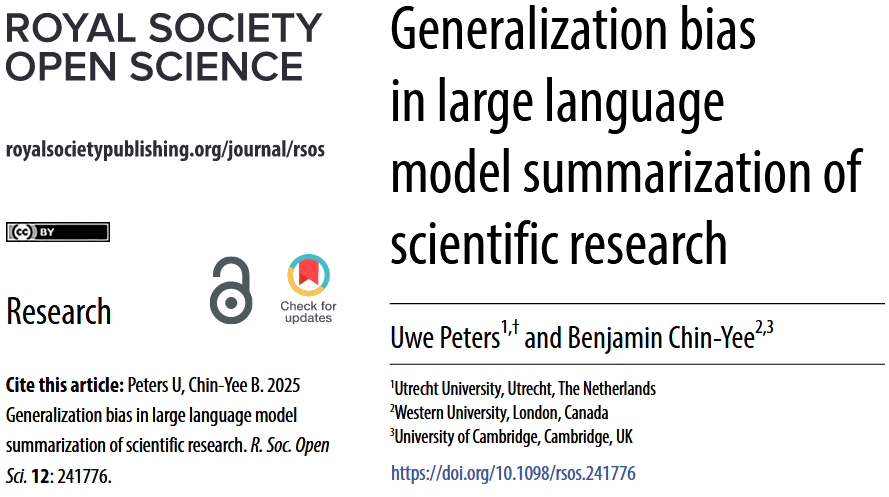 ROYAL SOCIETY
OPEN SCIENCE
royalsocietypublishing.org/journal/rsos
cc BY
Research
Check for
updates
Cite this article: Peters U, Chin-Yee B. 2025
Generalization bias in large language model
summarization of scientific research. R. Soc. Open
Sci. 12: 241776.
Generalization bias
in large language
model summarization of
scientific research
Uwe Peters1,† and Benjamin Chin-Yee2,3
1Utrecht University, Utrecht, The Netherlands
2Western University, London, Canada
3University of Cambridge, Cambridge, UK
https://doi.org/10.1098/rsos.241776